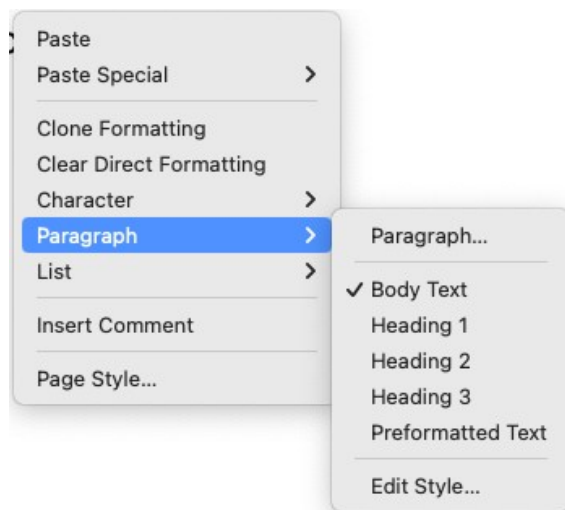 Paste
Paste Special
Clone Formatting
Clear Direct Formatting
Character
Paragraph
List
Insert Comment
Page Style...
Paragraph...
Body Text
Heading 1
Heading 2
Heading 3
Preformatted Text
Edit Style...